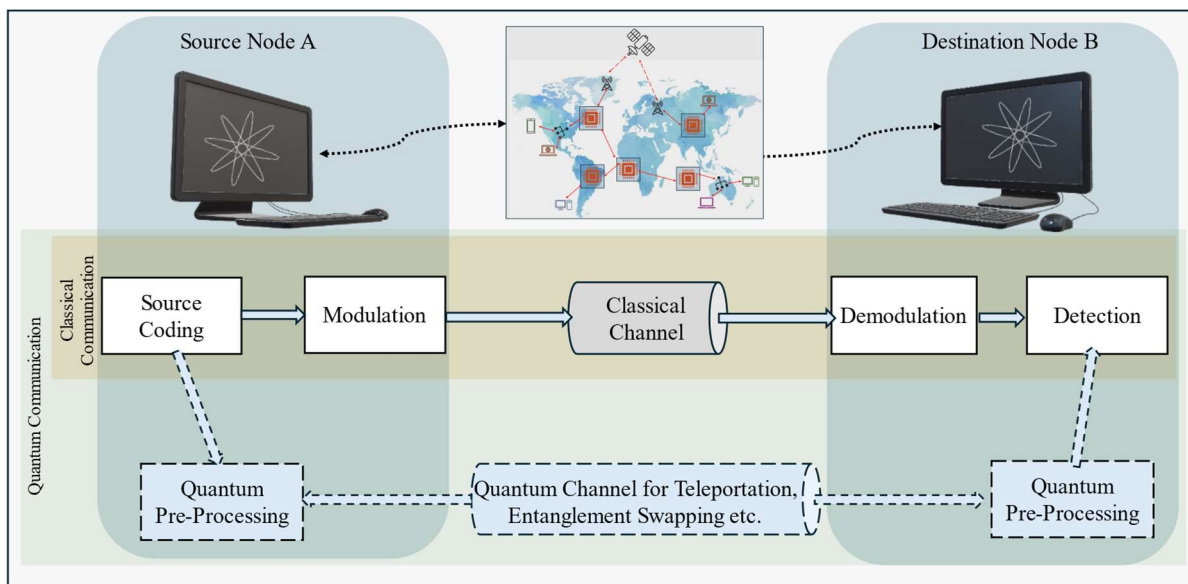 Source Node A
Destination Node B
Classical
Communication
Source
Coding
Modulation
Classical
Channel
Demodulation
Detection
Quantum Communication
Quantum
Pre-Processing
Quantum Channel for Teleportation,
Entanglement Swapping etc.
Quantum
Pre-Processing